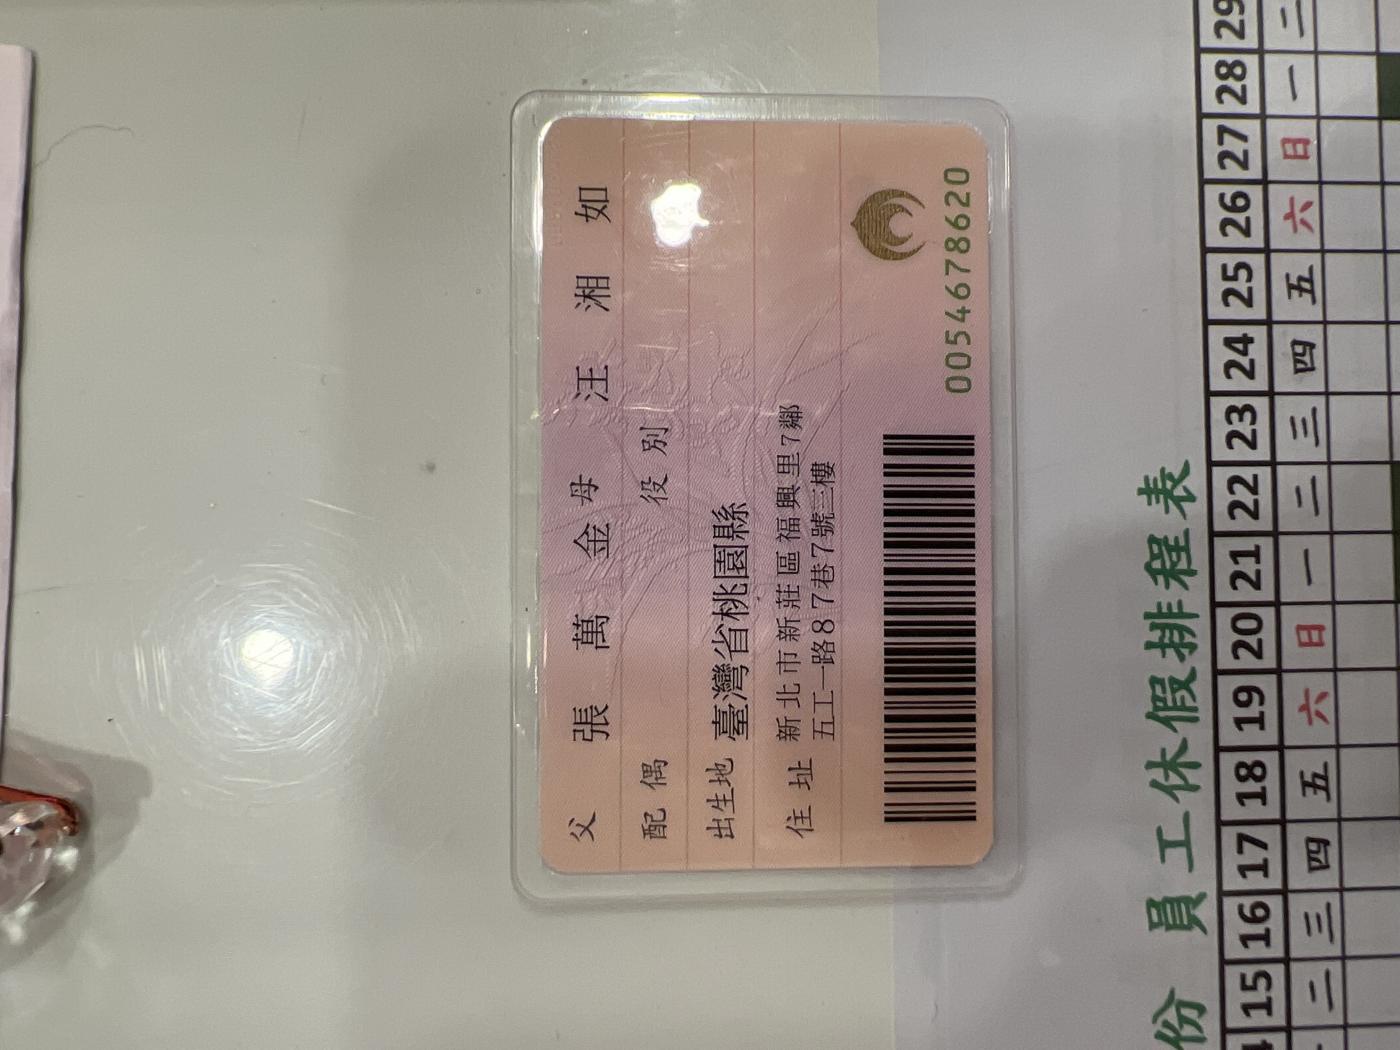 父 張 萬 金 母 汪 湘 如
配 偶 役 別
出生地 臺灣省桃園縣
住 址 新北市新莊區福興里7鄰
五工一路87巷7號三樓
0054678620
份 員工休假排程表
15 16 17 18 19 20 21 22 23 24 25 26 27 28 29
二 三 四 五 六 日 一 二 三 四 五 六 日 一 二